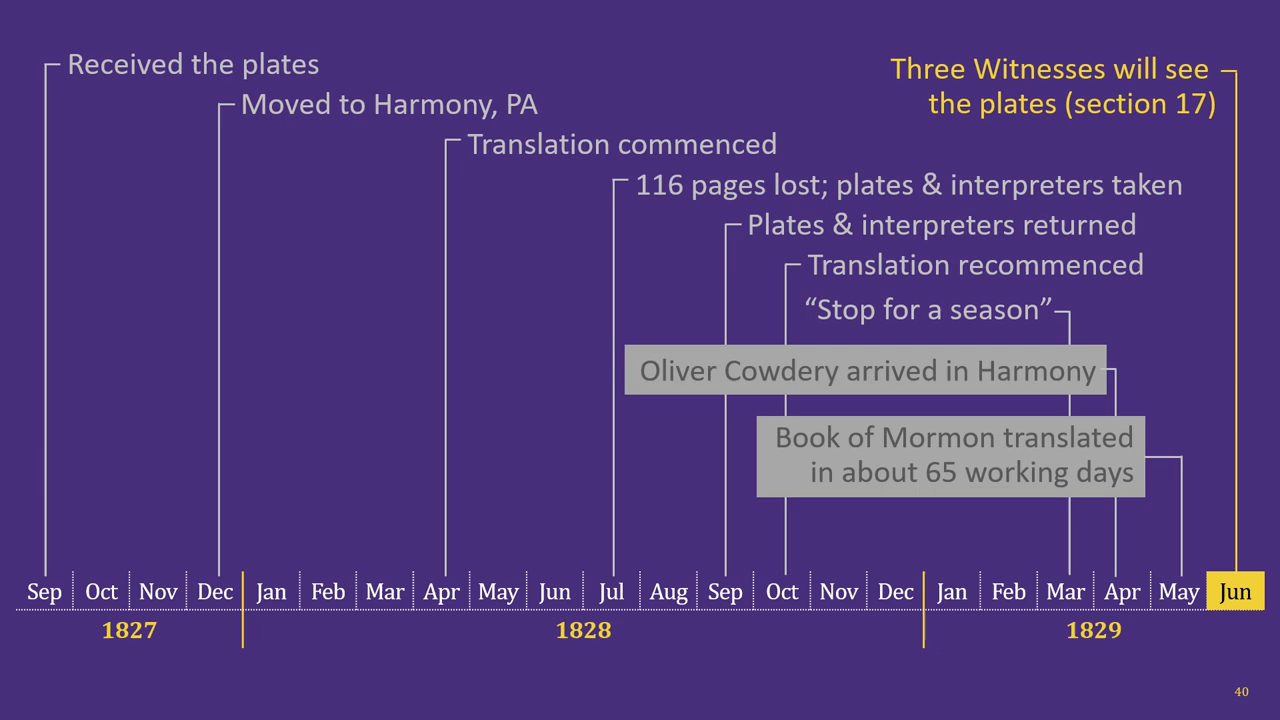 Received the plates
Three Witnesses will see
the plates (section 17)
Moved to Harmony, PA
Translation commenced
116 pages lost; plates & interpreters taken
Plates & interpreters returned
Translation recommenced
“Stop for a season”
Oliver Cowdery arrived in Harmony
Book of Mormon translated
in about 65 working days
Sep Oct Nov Dec Jan Feb Mar Apr May Jun Jul Aug Sep Oct Nov Dec Jan Feb Mar Apr May Jun
1827 1828 1829
40